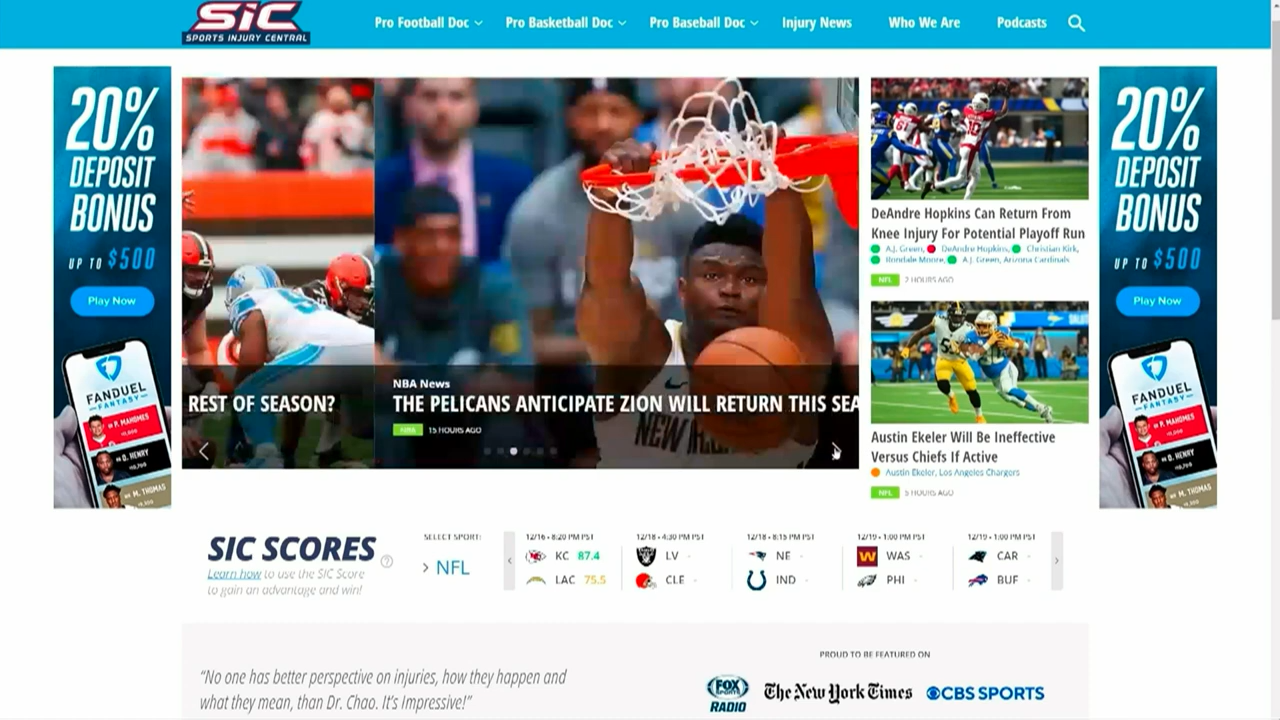 SIC
SPORTS INJURY CENTRAL
Pro Football Doc
Pro Basketball Doc
Pro Baseball Doc
Injury News
Who We Are
Podcasts
20%
DEPOSIT
BONUS
UP TO $500
Play Now
FANDUEL
FANTASY
P. MAHOMES
D. HENRY
M. THOMAS
REST OF SEASON?
NBA News
THE PELICANS ANTICIPATE ZION WILL RETURN THIS SEA
NBA
15 HOURS AGO
NEW
DeAndre Hopkins Can Return From
Knee Injury For Potential Playoff Run
A.J. Green, DeAndre Hopkins, Christian Kirk,
Rondale Moore, A.J. Green, Arizona Cardinals
NFL 2 HOURS AGO
Austin Ekeler Will Be Ineffective
Versus Chiefs If Active
Austin Ekeler, Los Angeles Chargers
NFL 5 HOURS AGO
20%
DEPOSIT
BONUS
UP TO $500
Play Now
FANDUEL
FANTASY
P. MAHOMES
D. HENRY
M. THOMAS
SIC SCORES
Learn how to use the SIC Score
to gain an advantage and win!
SELECT SPORT:
NFL
12/16 - 8:20 PM PST
KC 87.4
LAC 75.5
12/18 - 4:30 PM PST
LV -
CLE -
12/18 - 8:15 PM PST
NE -
IND -
12/19 - 1:00 PM PST
WAS -
PHI -
12/19 - 1:00 PM PST
CAR -
BUF -
“No one has better perspective on injuries, how they happen and
what they mean, than Dr. Chao. It’s Impressive!”
PROUD TO BE FEATURED ON
FOX
SPORTS
RADIO
The New York Times
CBS SPORTS